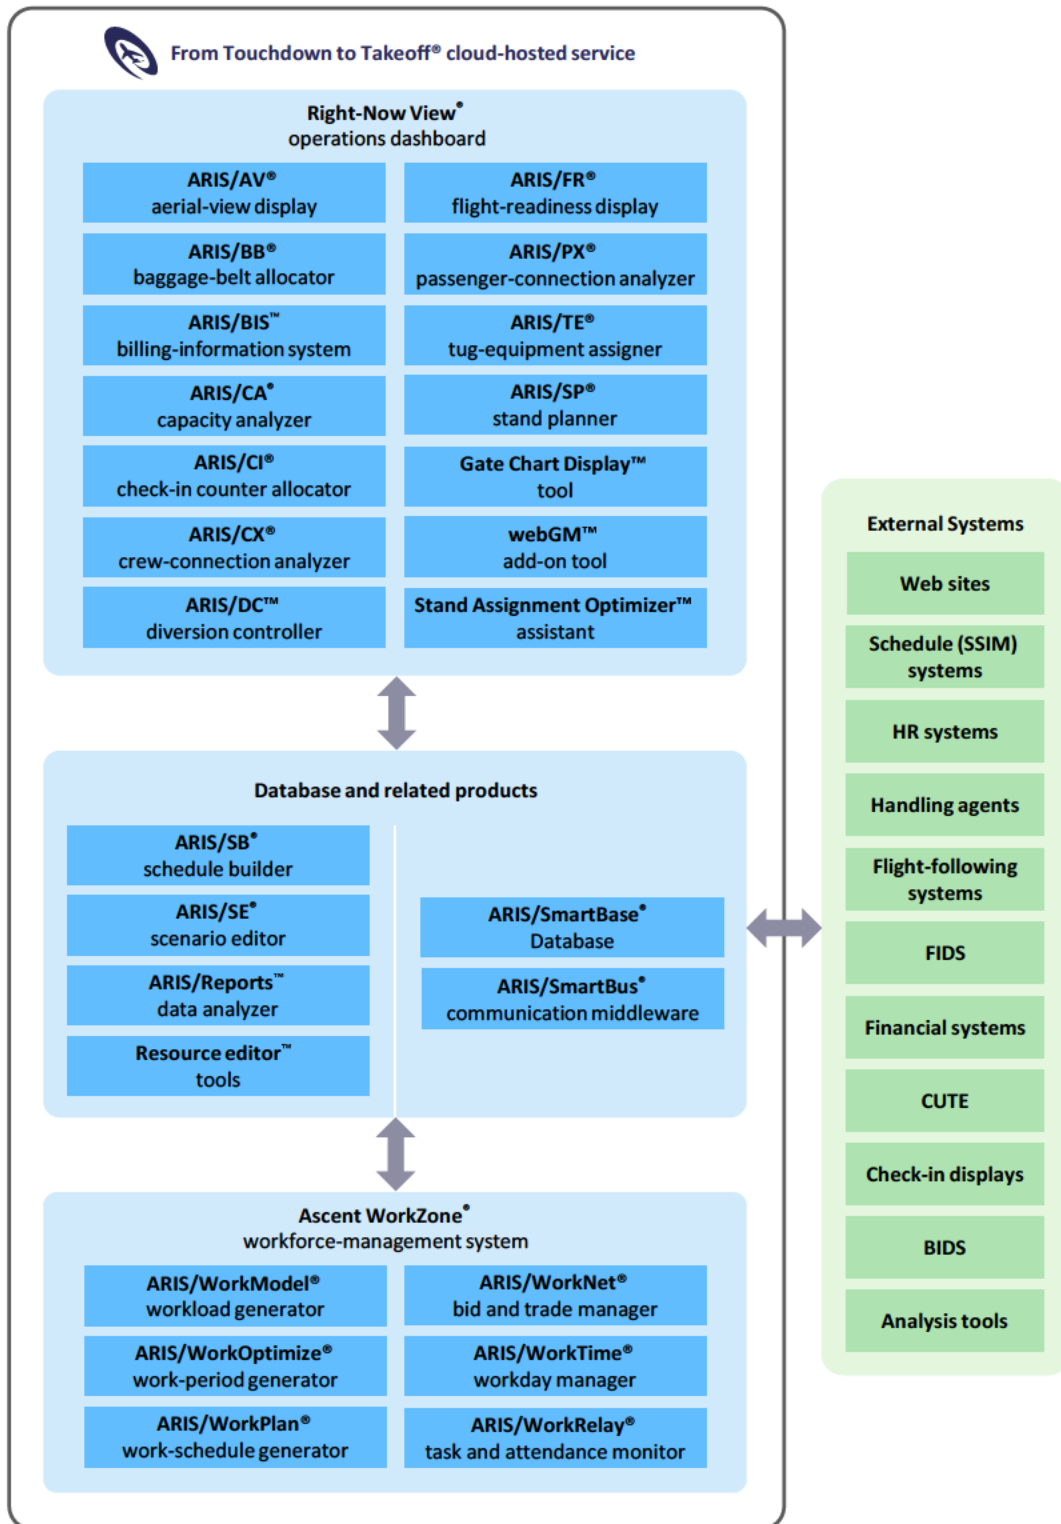 From Touchdown to Takeoff® cloud-hosted service
Right-Now View®
operations dashboard
ARIS/AV®
aerial-view display
ARIS/FR®
flight-readiness display
ARIS/BB®
baggage-belt allocator
ARIS/PX®
passenger-connection analyzer
ARIS/BIS™
billing-information system
ARIS/TE®
tug-equipment assigner
ARIS/CA®
capacity analyzer
ARIS/SP®
stand planner
ARIS/CI®
check-in counter allocator
Gate Chart Display™
tool
ARIS/CX®
crew-connection analyzer
webGM™
add-on tool
ARIS/DC™
diversion controller
Stand Assignment Optimizer™
assistant
Database and related products
ARIS/SB®
schedule builder
ARIS/SE®
scenario editor
ARIS/Reports™
data analyzer
Resource editor™
tools
ARIS/SmartBase®
Database
ARIS/SmartBus®
communication middleware
Ascent WorkZone®
workforce-management system
ARIS/WorkModel®
workload generator
ARIS/WorkNet®
bid and trade manager
ARIS/WorkOptimize®
work-period generator
ARIS/WorkTime®
workday manager
ARIS/WorkPlan®
work-schedule generator
ARIS/WorkRelay®
task and attendance monitor
External Systems
Web sites
Schedule (SSIM)
systems
HR systems
Handling agents
Flight-following
systems
FIDS
Financial systems
CUTE
Check-in displays
BIDS
Analysis tools